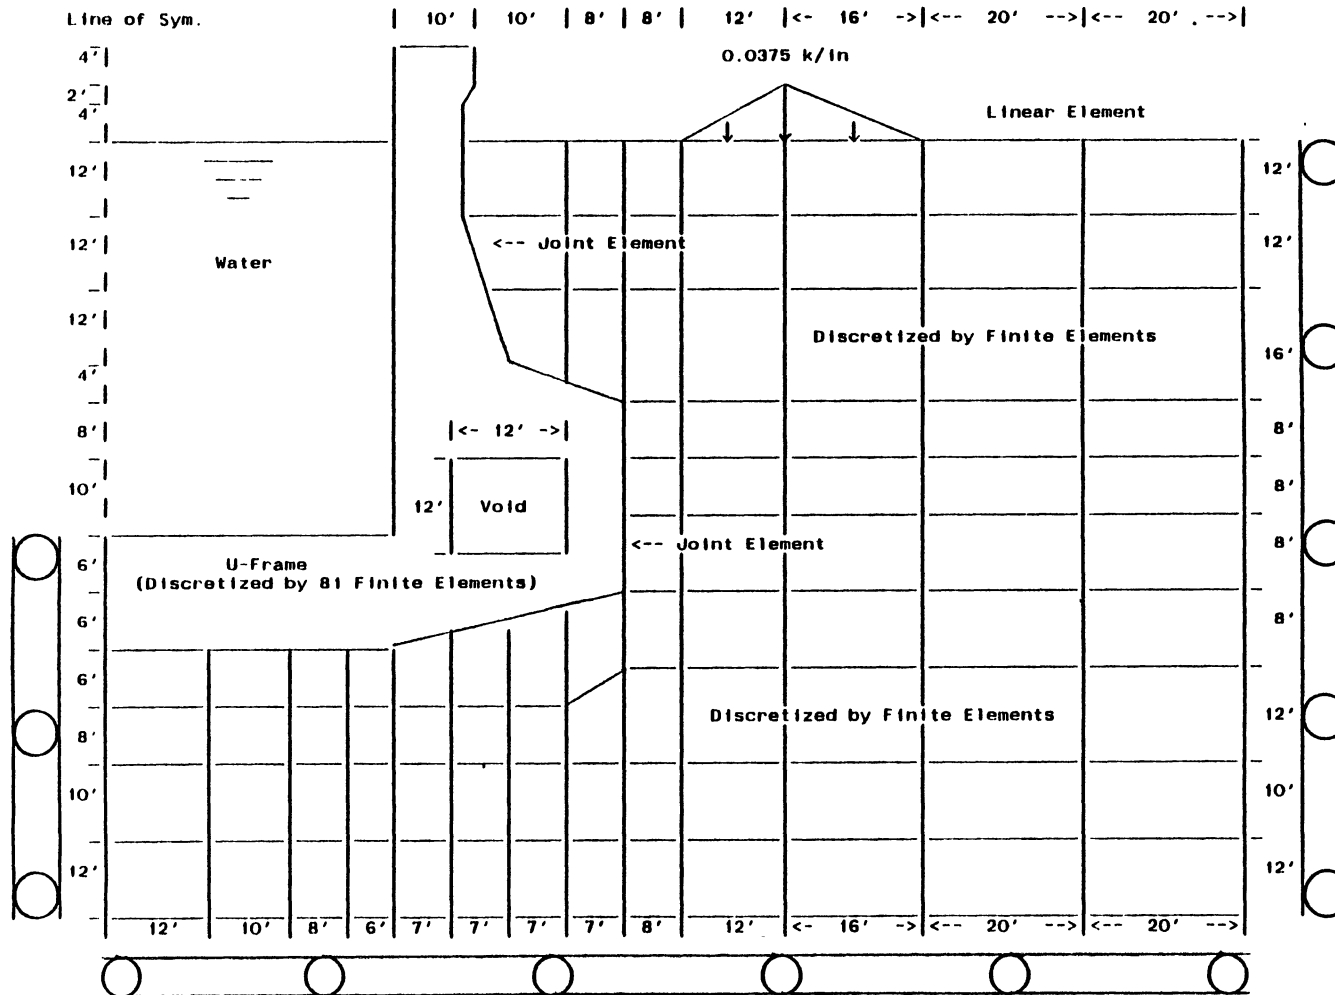 Line of Sym.
10' 10' 8' 8' 12' <- 16' -> <-- 20' --> <-- 20' . -->
4'
0.0375 k/in
2'
4'
Linear Element
12' 12'
12' <-- Joint Element 12'
Water
12'
Discretized by Finite Elements
16'
4'
8' <- 12' -> 8'
10' 12' Void 8'
<-- Joint Element 8'
6' U-Frame
(Discretized by 81 Finite Elements)
6' 8'
6'
Discretized by Finite Elements 12'
8'
10' 10'
12' 12'
12' 10' 8' 6' 7' 7' 7' 7' 8' 12' <- 16' -> <-- 20' --> <-- 20' -->